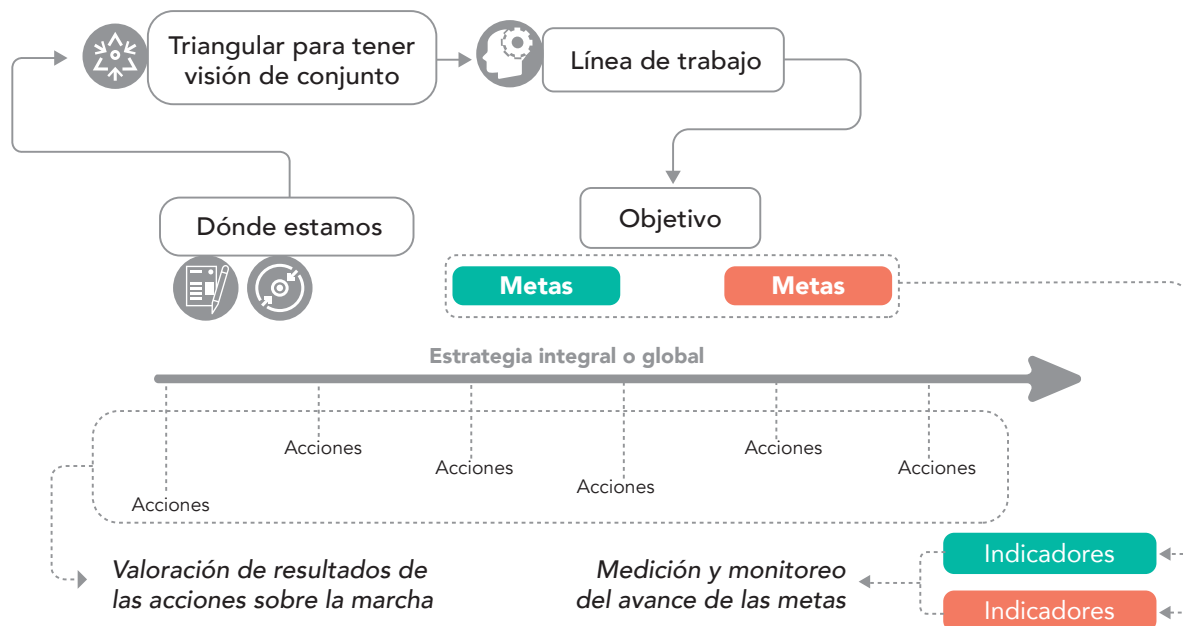 Triangular para tener
visión de conjunto
Línea de trabajo
Dónde estamos
Objetivo
Metas
Metas
Estrategia integral o global
Acciones
Acciones
Acciones
Acciones
Acciones
Acciones
Valoración de resultados de
las acciones sobre la marcha
Medición y monitoreo
del avance de las metas
Indicadores
Indicadores